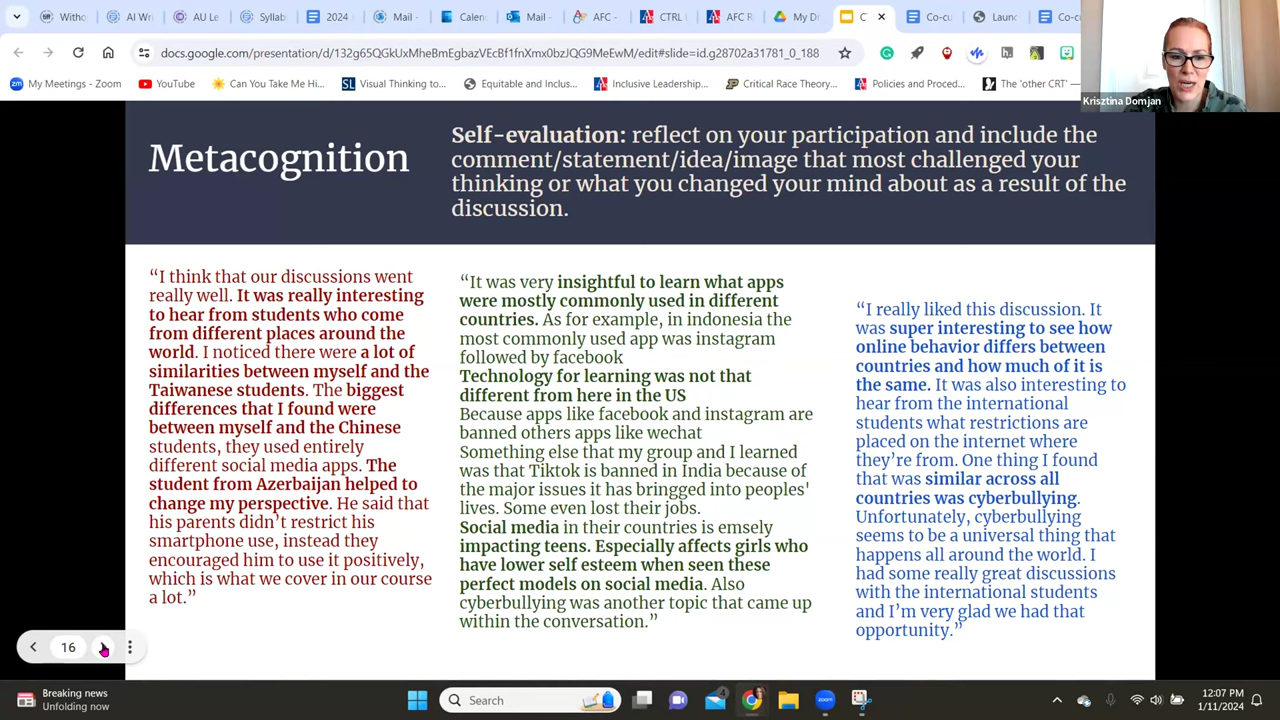 Witho
AI Wri
AU Le
Syllab
2024
Mail -
Calen
Mail -
AFC -
CTRL I
AFC R
My Dr
C
Co-cu
Launc
Co-c
docs.google.com/presentation/d/132g65QGkUxMheBmEgbazVEcBf1fnXmx0bzJQG9MeEwM/edit#slide=id.g28702a31781_0_188
My Meetings - Zoom
YouTube
Can You Take Me Hi...
Visual Thinking to...
Equitable and Inclus...
Inclusive Leadership...
Critical Race Theory...
Policies and Proced...
The 'other CRT'
Krisztina Domjan
Metacognition
Self-evaluation: reflect on your participation and include the
comment/statement/idea/image that most challenged your
thinking or what you changed your mind about as a result of the
discussion.
“I think that our discussions went
really well. It was really interesting
to hear from students who come
from different places around the
world. I noticed there were a lot of
similarities between myself and the
Taiwanese students. The biggest
differences that I found were
between myself and the Chinese
students, they used entirely
different social media apps. The
student from Azerbaijan helped to
change my perspective. He said that
his parents didn’t restrict his
smartphone use, instead they
encouraged him to use it positively,
which is what we cover in our course
a lot.”
“It was very insightful to learn what apps
were mostly commonly used in different
countries. As for example, in indonesia the
most commonly used app was instagram
followed by facebook
Technology for learning was not that
different from here in the US
Because apps like facebook and instagram are
banned others apps like wechat
Something else that my group and I learned
was that Tiktok is banned in India because of
the major issues it has bringged into peoples'
lives. Some even lost their jobs.
Social media in their countries is emsely
impacting teens. Especially affects girls who
have lower self esteem when seen these
perfect models on social media. Also
cyberbullying was another topic that came up
within the conversation.”
“I really liked this discussion. It
was super interesting to see how
online behavior differs between
countries and how much of it is
the same. It was also interesting to
hear from the international
students what restrictions are
placed on the internet where
they’re from. One thing I found
that was similar across all
countries was cyberbullying.
Unfortunately, cyberbullying
seems to be a universal thing that
happens all around the world. I
had some really great discussions
with the international students
and I’m very glad we had that
opportunity.”
16
Breaking news
Unfolding now
Search
12:07 PM
1/11/2024